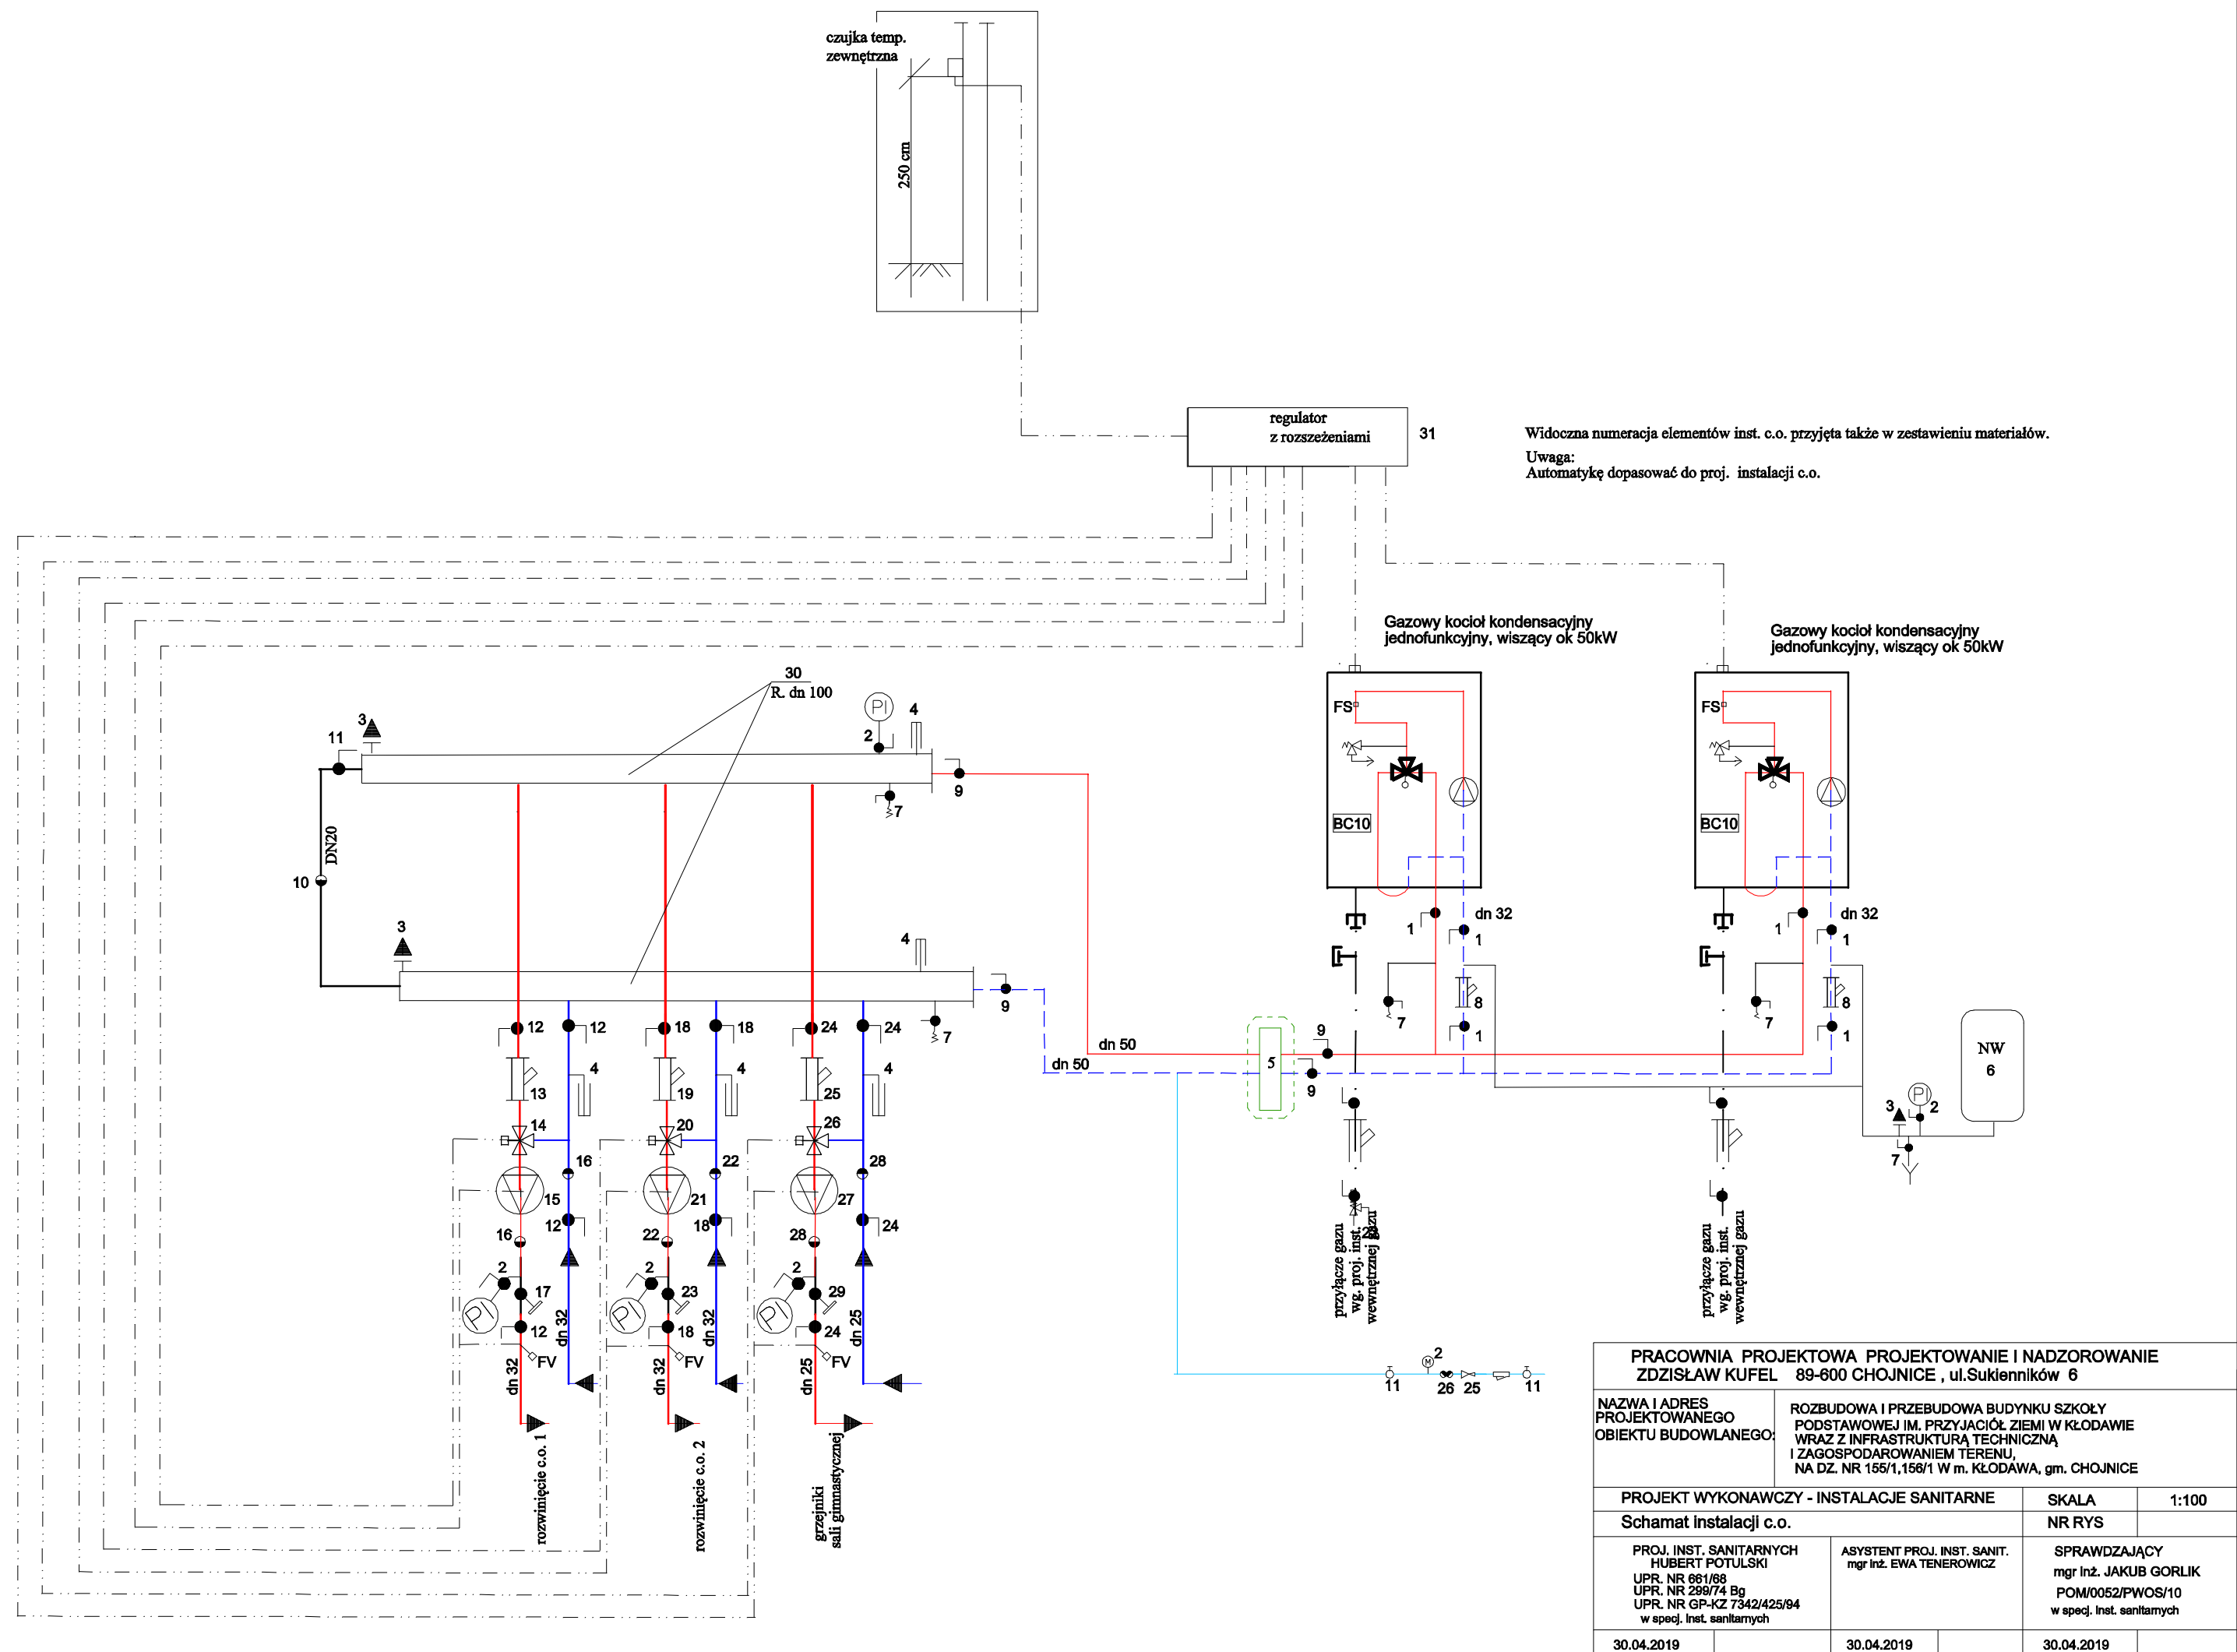 czujka temp.
zewnętrzna
250 cm
regulator
z rozszeżeniami
31
Widoczna numeracja elementów inst. c.o. przyjęta także w zestawieniu materiałów.
Uwaga:
Automatykę dopasować do proj. instalacji c.o.
Gazowy kocioł kondensacyjny
jednofunkcyjny, wiszący ok 50kW
Gazowy kocioł kondensacyjny
jednofunkcyjny, wiszący ok 50kW
30
R. dn 100
3
11
PI
2
4
9
7
DN20
10
3
4
9
7
FS
BC10
FS
BC10
1
dn 32
1
8
7
1
1
dn 32
1
8
7
1
12
12
18
18
24
24
13
4
19
4
25
4
14
20
26
16
22
28
15
21
27
12
18
24
16
22
28
2
17
PI
12
FV
dn 32
dn 32
2
23
PI
18
FV
dn 32
dn 32
2
29
PI
24
FV
dn 25
dn 25
rozwinięcie c.o. 1
rozwinięcie c.o. 2
grzejniki
sali gimnastycznej
dn 50
dn 50
5
9
9
NW
6
3
PI
2
7
przyłącze gazu
wg. proj. inst.
wewnętrznej gazu
przyłącze gazu
wg. proj. inst.
wewnętrznej gazu
11
M
2
26
25
11
PRACOWNIA PROJEKTOWA PROJEKTOWANIE I NADZOROWANIE
ZDZISŁAW KUFEL 89-600 CHOJNICE , ul.Sukienników 6
NAZWA I ADRES
PROJEKTOWANEGO
OBIEKTU BUDOWLANEGO:
ROZBUDOWA I PRZEBUDOWA BUDYNKU SZKOŁY
PODSTAWOWEJ IM. PRZYJACIÓŁ ZIEMI W KŁODAWIE
WRAZ Z INFRASTRUKTURĄ TECHNICZNĄ
I ZAGOSPODAROWANIEM TERENU,
NA DZ. NR 155/1,156/1 W m. KŁODAWA, gm. CHOJNICE
PROJEKT WYKONAWCZY - INSTALACJE SANITARNE
SKALA
1:100
Schamat instalacji c.o.
NR RYS
PROJ. INST. SANITARNYCH
HUBERT POTULSKI
UPR. NR 661/68
UPR. NR 299/74 Bg
UPR. NR GP-KZ 7342/425/94
w specj. inst. sanitarnych
ASYSTENT PROJ. INST. SANIT.
mgr inż. EWA TENEROWICZ
SPRAWDZAJĄCY
mgr inż. JAKUB GORLIK
POM/0052/PWOS/10
w specj. inst. sanitarnych
30.04.2019
30.04.2019
30.04.2019